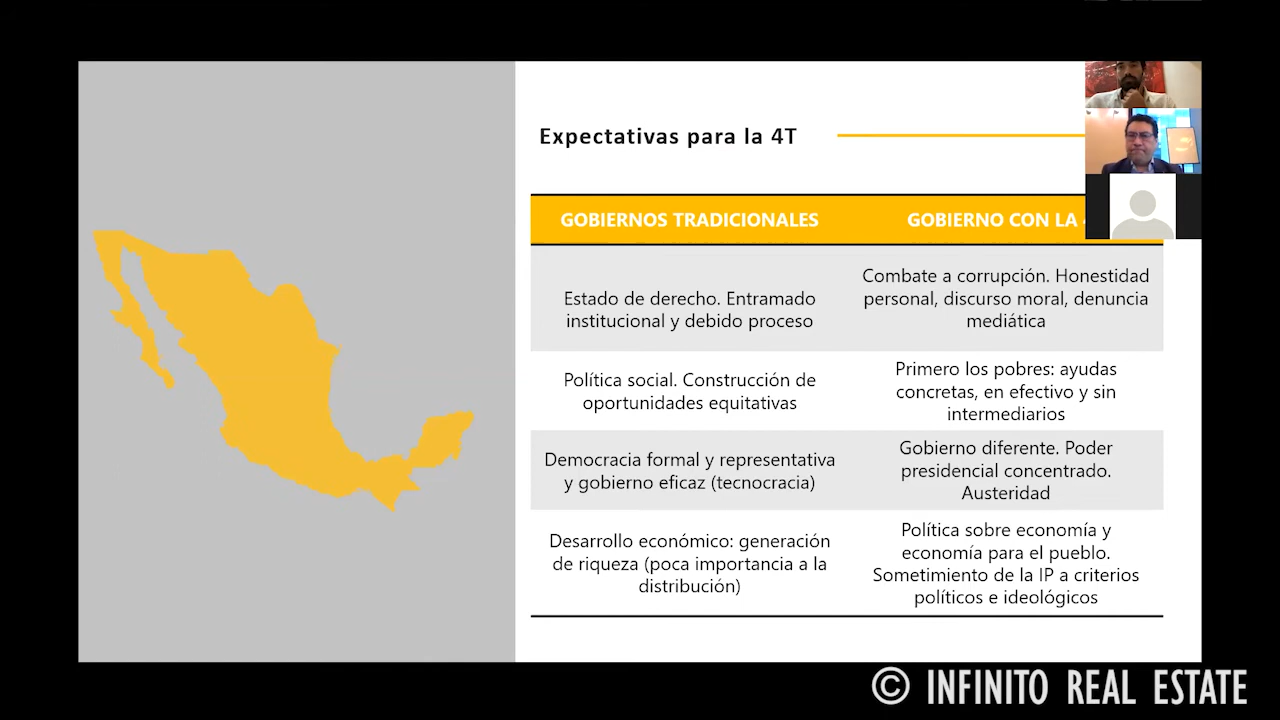 Expectativas para la 4T
GOBIERNOS TRADICIONALES
GOBIERNO CON LA
Estado de derecho. Entramado
institucional y debido proceso
Combate a corrupción. Honestidad
personal, discurso moral, denuncia
mediática
Política social. Construcción de
oportunidades equitativas
Primero los pobres: ayudas
concretas, en efectivo y sin
intermediarios
Democracia formal y representativa
y gobierno eficaz (tecnocracia)
Gobierno diferente. Poder
presidencial concentrado.
Austeridad
Desarrollo económico: generación
de riqueza (poca importancia a la
distribución)
Política sobre economía y
economía para el pueblo.
Sometimiento de la IP a criterios
políticos e ideológicos
© INFINITO REAL ESTATE